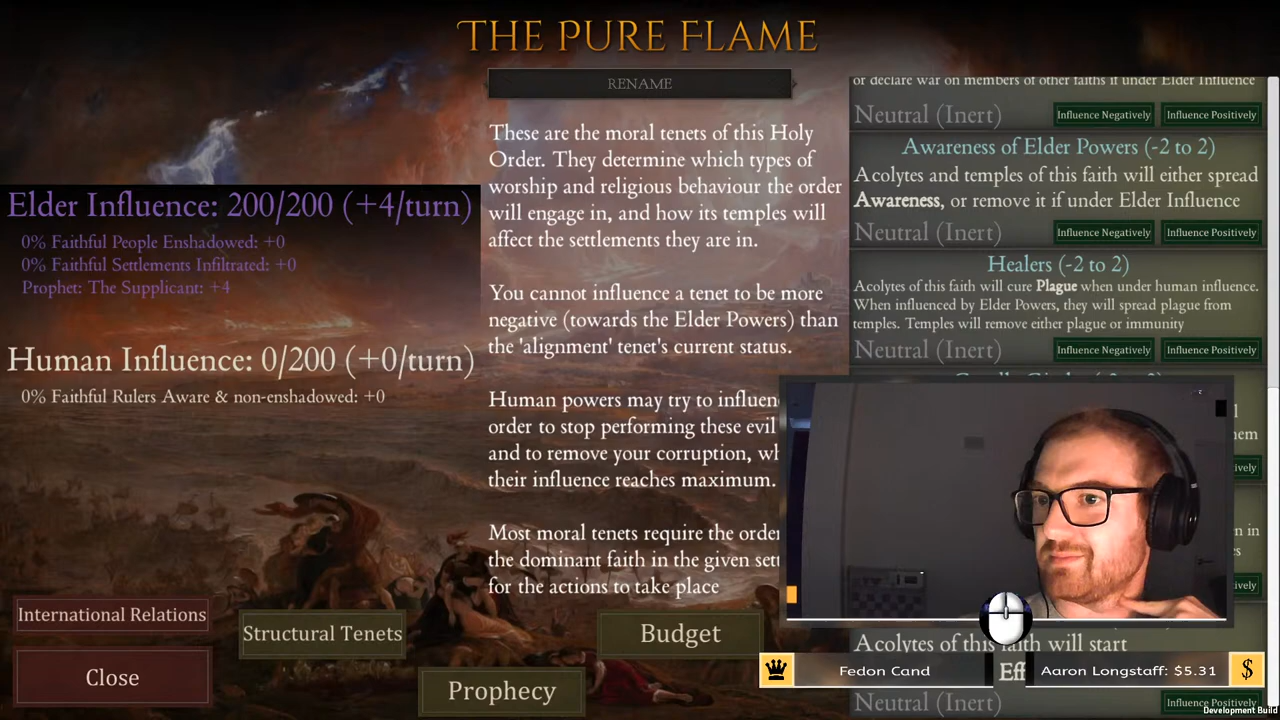 THE PURE FLAME
RENAME
Elder Influence: 200/200 (+4/turn)
0% Faithful People Enshadowed: +0
0% Faithful Settlements Infiltrated: +0
Prophet: The Supplicant: +4
Human Influence: 0/200 (+0/turn)
0% Faithful Rulers Aware & non-enshadowed: +0
These are the moral tenets of this Holy
Order. They determine which types of
worship and religious behaviour the order
will engage in, and how its temples will
affect the settlements they are in.
You cannot influence a tenet to be more
negative (towards the Elder Powers) than
the 'alignment' tenet's current status.
Human powers may try to influen
order to stop performing these evil
and to remove your corruption, wh
their influence reaches maximum.
Most moral tenets require the order
the dominant faith in the given sett
for the actions to take place
or declare war on members of other faiths if under Elder Influence
Neutral (Inert) Influence Negatively Influence Positively
Awareness of Elder Powers (-2 to 2)
Acolytes and temples of this faith will either spread
Awareness, or remove it if under Elder Influence
Neutral (Inert) Influence Negatively Influence Positively
Healers (-2 to 2)
Acolytes of this faith will cure Plague when under human influence.
When influenced by Elder Powers, they will spread plague from
temples. Temples will remove either plague or immunity
Neutral (Inert) Influence Negatively Influence Positively
em
ively
n in
es
ively
Acolytes of this faith will start
Eff
Neutral (Inert) Influence Positively
Fedon Cand
Aaron Longstaff: $5.31
$
International Relations
Structural Tenets
Budget
Close
Prophecy
Development Build